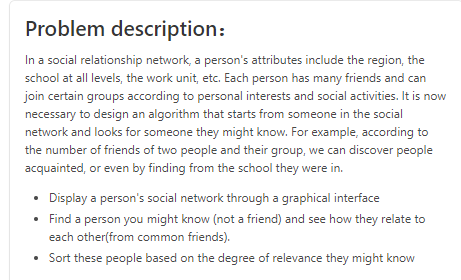 Problem description：
In a social relationship network, a person's attributes include the region, the
school at all levels, the work unit, etc. Each person has many friends and can
join certain groups according to personal interests and social activities. It is now
necessary to design an algorithm that starts from someone in the social
network and looks for someone they might know. For example, according to
the number of friends of two people and their group, we can discover people
acquainted, or even by finding from the school they were in.
• Display a person's social network through a graphical interface
• Find a person you might know (not a friend) and see how they relate to
each other(from common friends).
• Sort these people based on the degree of relevance they might know